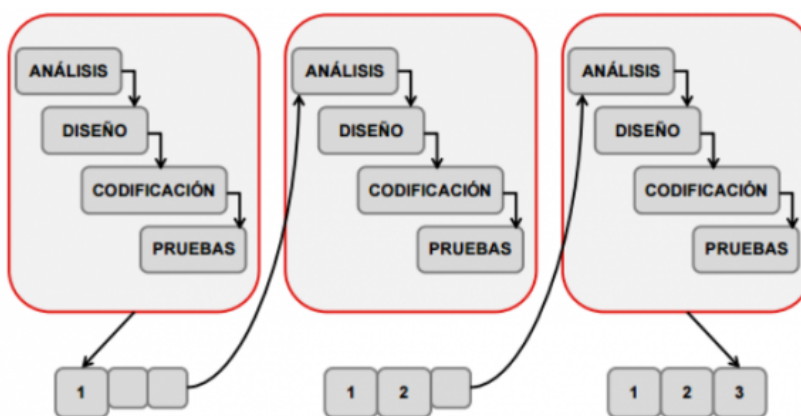 ANÁLISIS
DISEÑO
CODIFICACIÓN
PRUEBAS
1
ANÁLISIS
DISEÑO
CODIFICACIÓN
PRUEBAS
1 2
ANÁLISIS
DISEÑO
CODIFICACIÓN
PRUEBAS
1 2 3